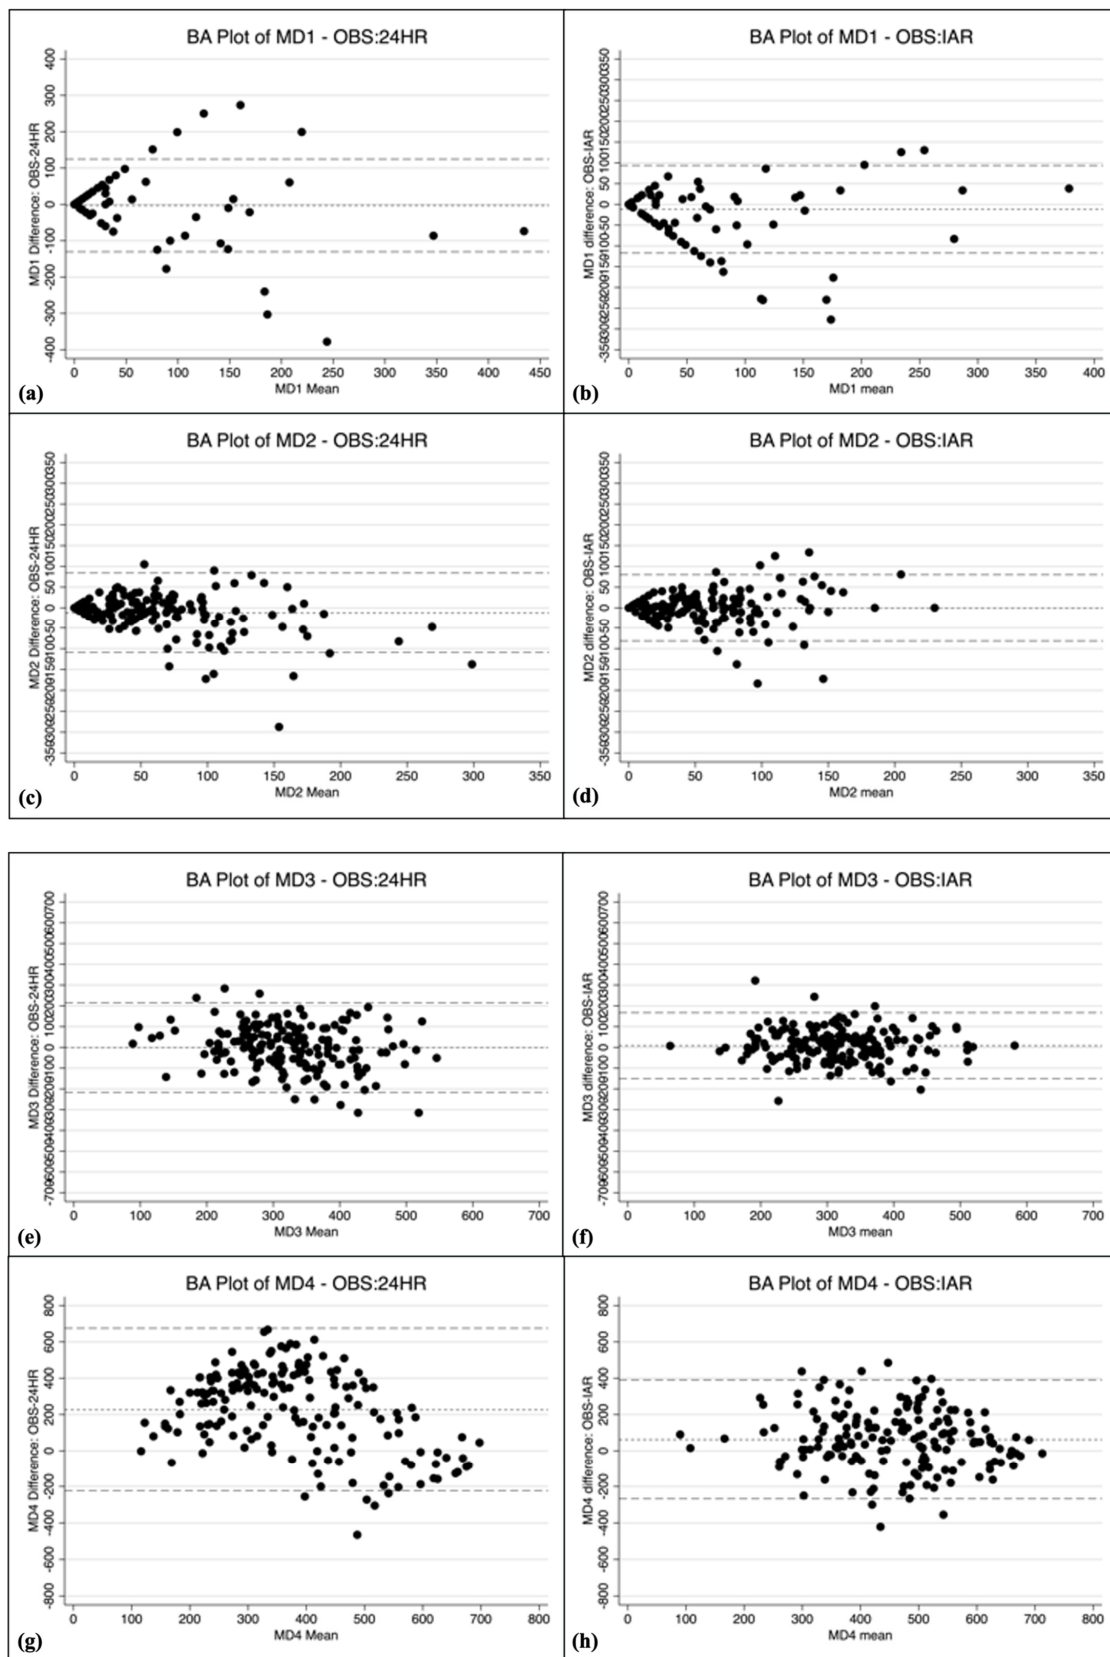 BA Plot of MD1 - OBS:24HR
MD1 Difference: OBS-24HR
400
300
200
100
0
-100
-200
-300
-400
0 50 100 150 200 250 300 350 400 450
MD1 Mean
(a)
BA Plot of MD1 - OBS:IAR
MD1 difference: OBS-IAR
0 50 100 150 200 250 300 350 400
MD1 mean
(b)
BA Plot of MD2 - OBS:24HR
MD2 Difference: OBS-24HR
0 50 100 150 200 250 300 350
MD2 Mean
(c)
BA Plot of MD2 - OBS:IAR
MD2 difference: OBS-IAR
0 50 100 150 200 250 300 350
MD2 mean
(d)
BA Plot of MD3 - OBS:24HR
MD3 Difference: OBS-24HR
0 100 200 300 400 500 600 700
MD3 Mean
(e)
BA Plot of MD3 - OBS:IAR
MD3 difference: OBS-IAR
0 100 200 300 400 500 600 700
MD3 mean
(f)
BA Plot of MD4 - OBS:24HR
MD4 Difference: OBS-24HR
800
600
400
200
0
-200
-400
-600
-800
0 100 200 300 400 500 600 700 800
MD4 Mean
(g)
BA Plot of MD4 - OBS:IAR
MD4 difference: OBS-IAR
800
600
400
200
0
-200
-400
-600
-800
0 100 200 300 400 500 600 700 800
MD4 mean
(h)